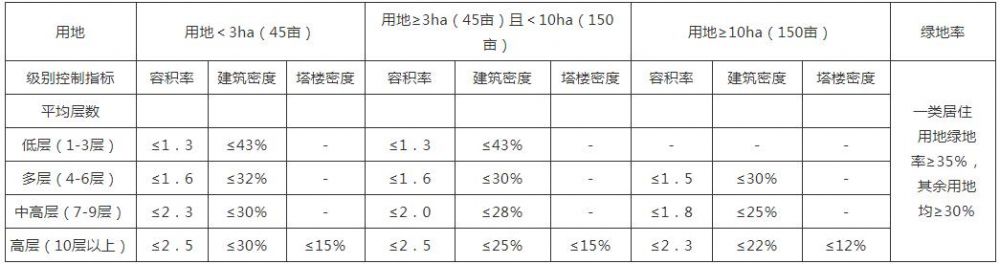 用地 用地＜3ha（45亩） 用地≥3ha（45亩）且＜10ha（150亩） 用地≥10ha（150亩） 绿地率
级别控制指标 容积率 建筑密度 塔楼密度 容积率 建筑密度 塔楼密度 容积率 建筑密度 塔楼密度 一类居住用地绿地率≥35%，其余用地均≥30%
平均层数
低层（1-3层） ≤1．3 ≤43% - ≤1．3 ≤43% - - - -
多层（4-6层） ≤1．6 ≤32% - ≤1．6 ≤30% - ≤1．5 ≤30% -
中高层（7-9层） ≤2．3 ≤30% - ≤2．0 ≤28% - ≤1．8 ≤25% -
高层（10层以上） ≤2．5 ≤30% ≤15% ≤2．5 ≤25% ≤15% ≤2．3 ≤22% ≤12%